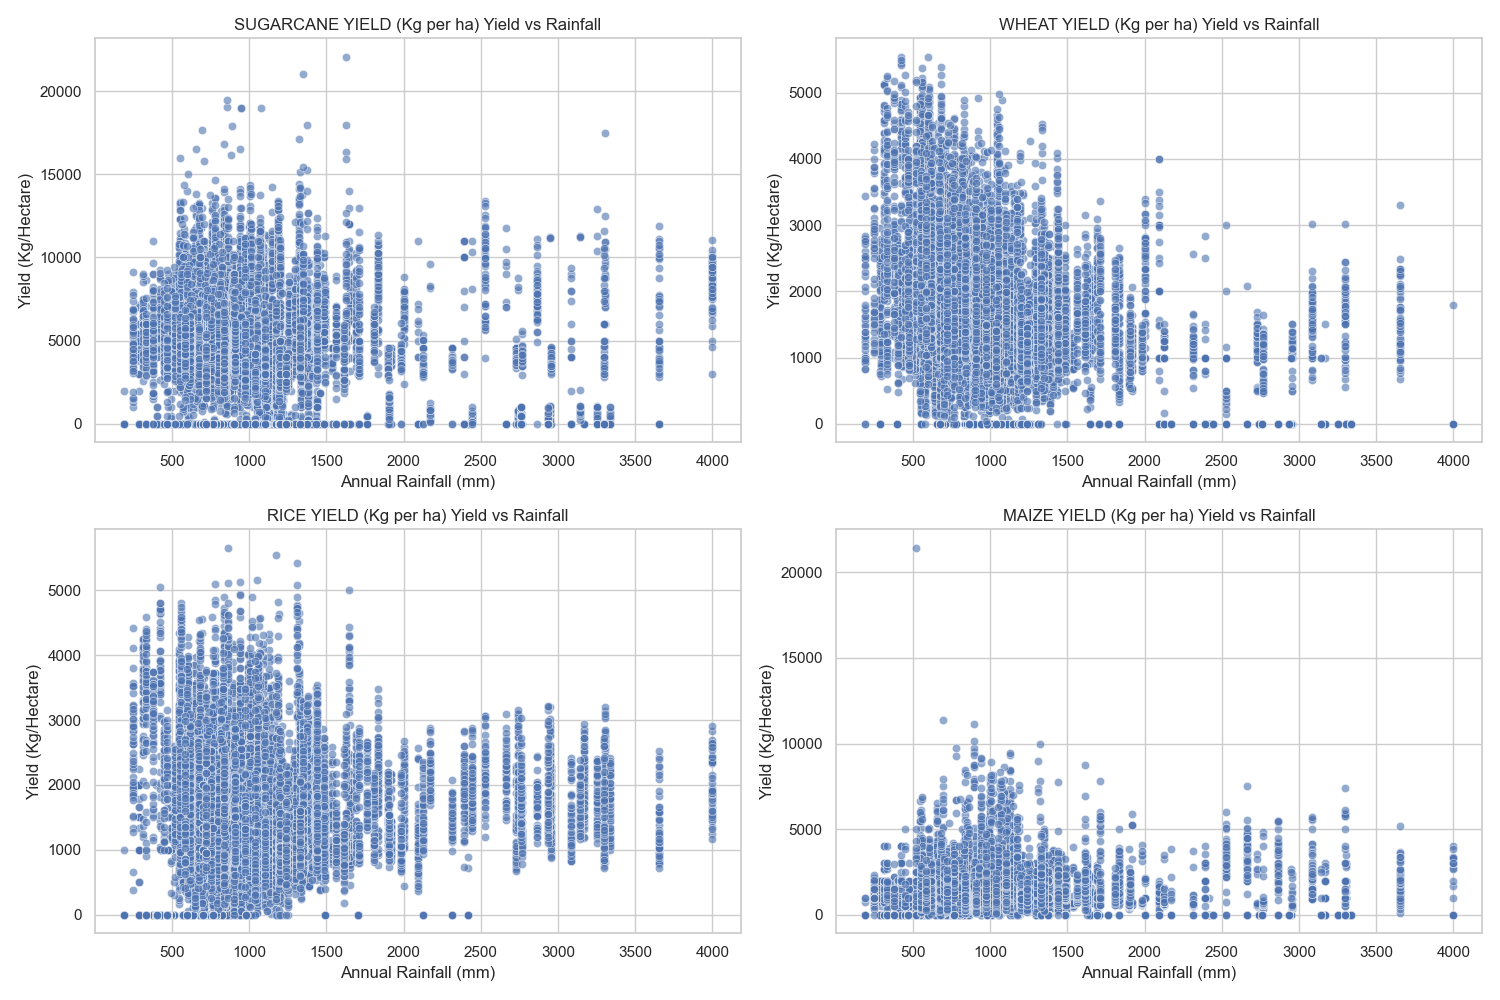 SUGARCANE YIELD (Kg per ha) Yield vs Rainfall
Yield (Kg/Hectare)
20000
15000
10000
5000
0
500 1000 1500 2000 2500 3000 3500 4000
Annual Rainfall (mm)
WHEAT YIELD (Kg per ha) Yield vs Rainfall
Yield (Kg/Hectare)
5000
4000
3000
2000
1000
0
500 1000 1500 2000 2500 3000 3500 4000
Annual Rainfall (mm)
RICE YIELD (Kg per ha) Yield vs Rainfall
Yield (Kg/Hectare)
5000
4000
3000
2000
1000
0
500 1000 1500 2000 2500 3000 3500 4000
Annual Rainfall (mm)
MAIZE YIELD (Kg per ha) Yield vs Rainfall
Yield (Kg/Hectare)
20000
15000
10000
5000
0
500 1000 1500 2000 2500 3000 3500 4000
Annual Rainfall (mm)